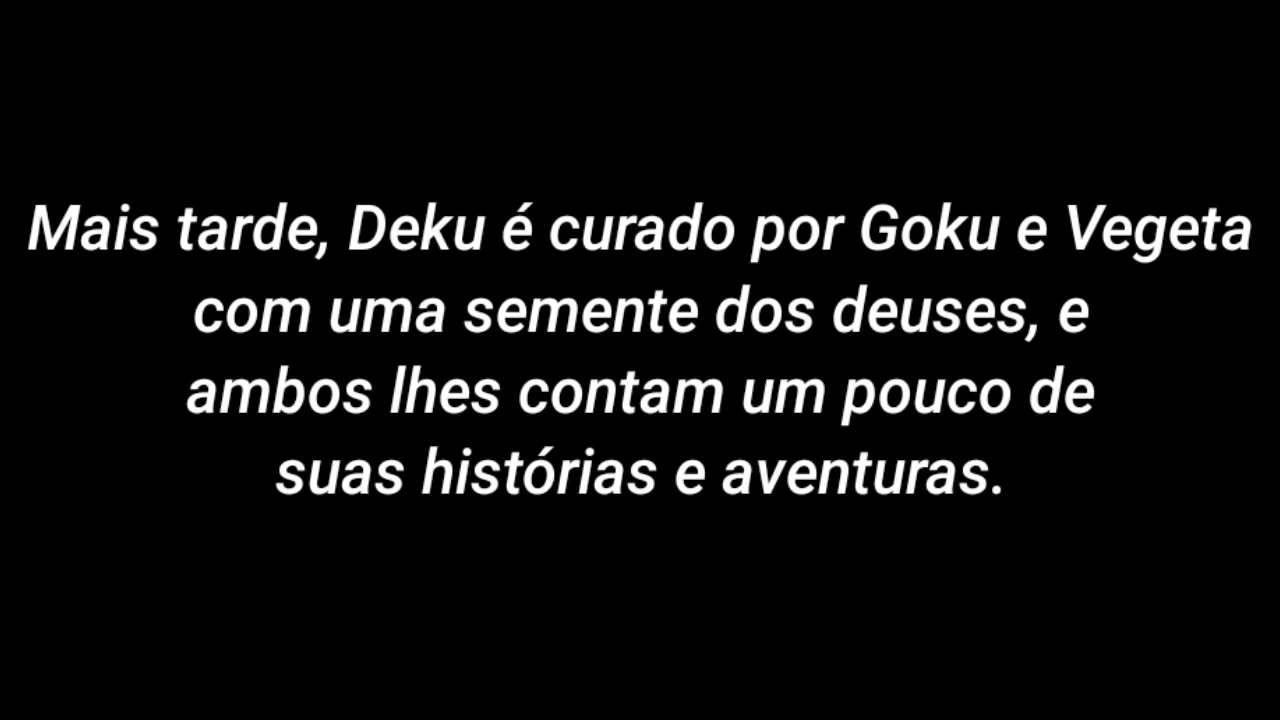 Mais tarde, Deku é curado por Goku e Vegeta
com uma semente dos deuses, e
ambos lhes contam um pouco de
suas histórias e aventuras.